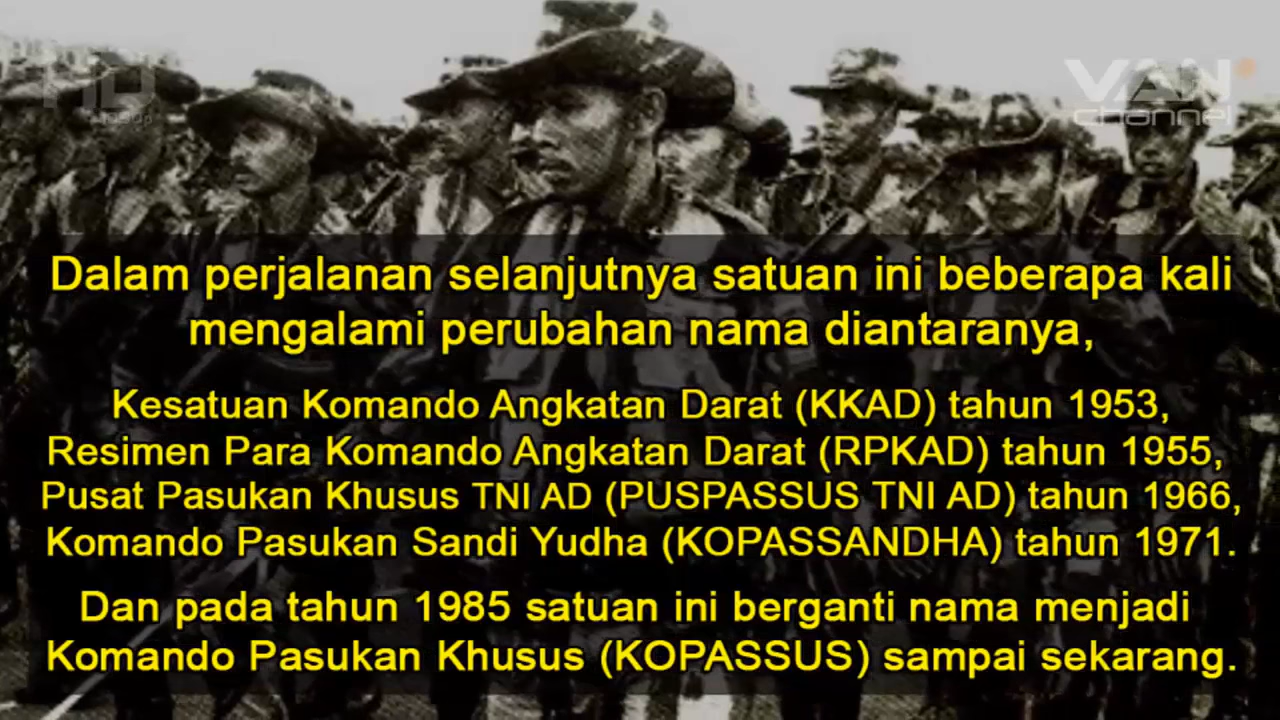 HD
1080p
VAN
channel
Dalam perjalanan selanjutnya satuan ini beberapa kali
mengalami perubahan nama diantaranya,
Kesatuan Komando Angkatan Darat (KKAD) tahun 1953,
Resimen Para Komando Angkatan Darat (RPKAD) tahun 1955,
Pusat Pasukan Khusus TNI AD (PUSPASSUS TNI AD) tahun 1966,
Komando Pasukan Sandi Yudha (KOPASSANDHA) tahun 1971.
Dan pada tahun 1985 satuan ini berganti nama menjadi
Komando Pasukan Khusus (KOPASSUS) sampai sekarang.